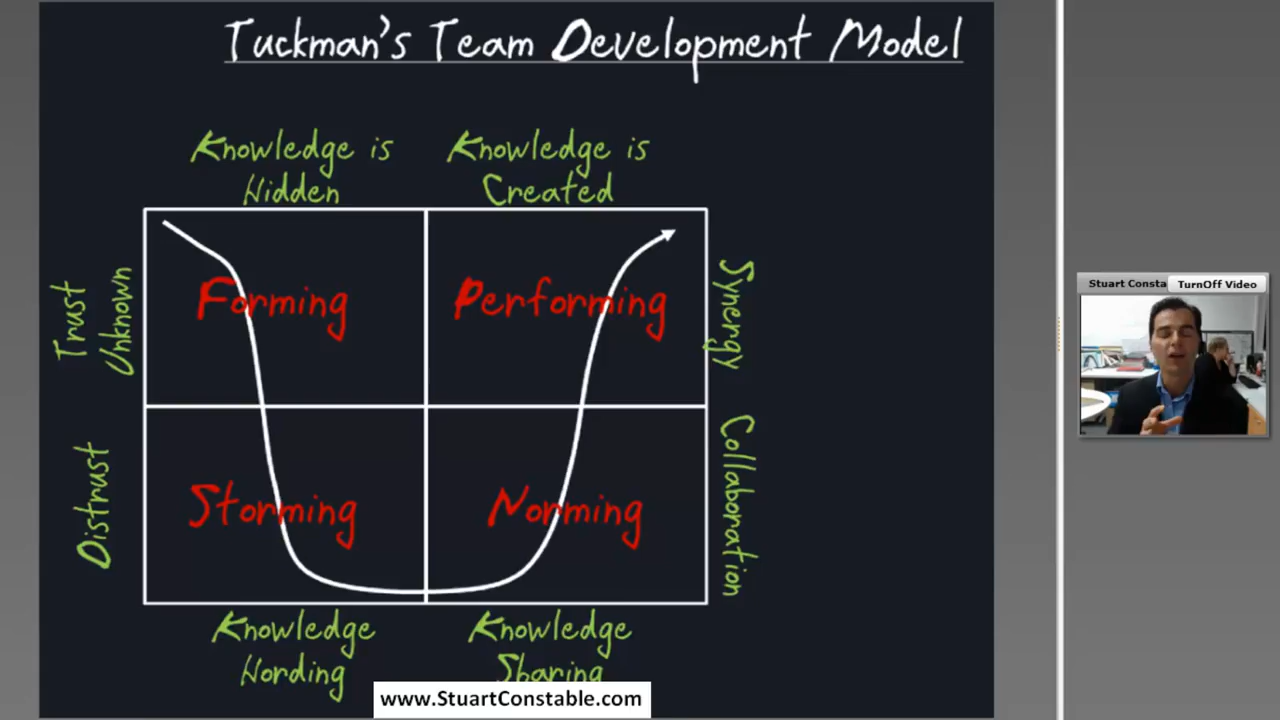 Tuckman's Team Development Model
Knowledge is
Hidden
Knowledge is
Created
Trust
Unknown
Forming
Performing
Synergy
Distrust
Storming
Norming
Collaboration
Knowledge
Hording
Knowledge
Sharing
www.StuartConstable.com
Stuart Consta
TurnOff Video